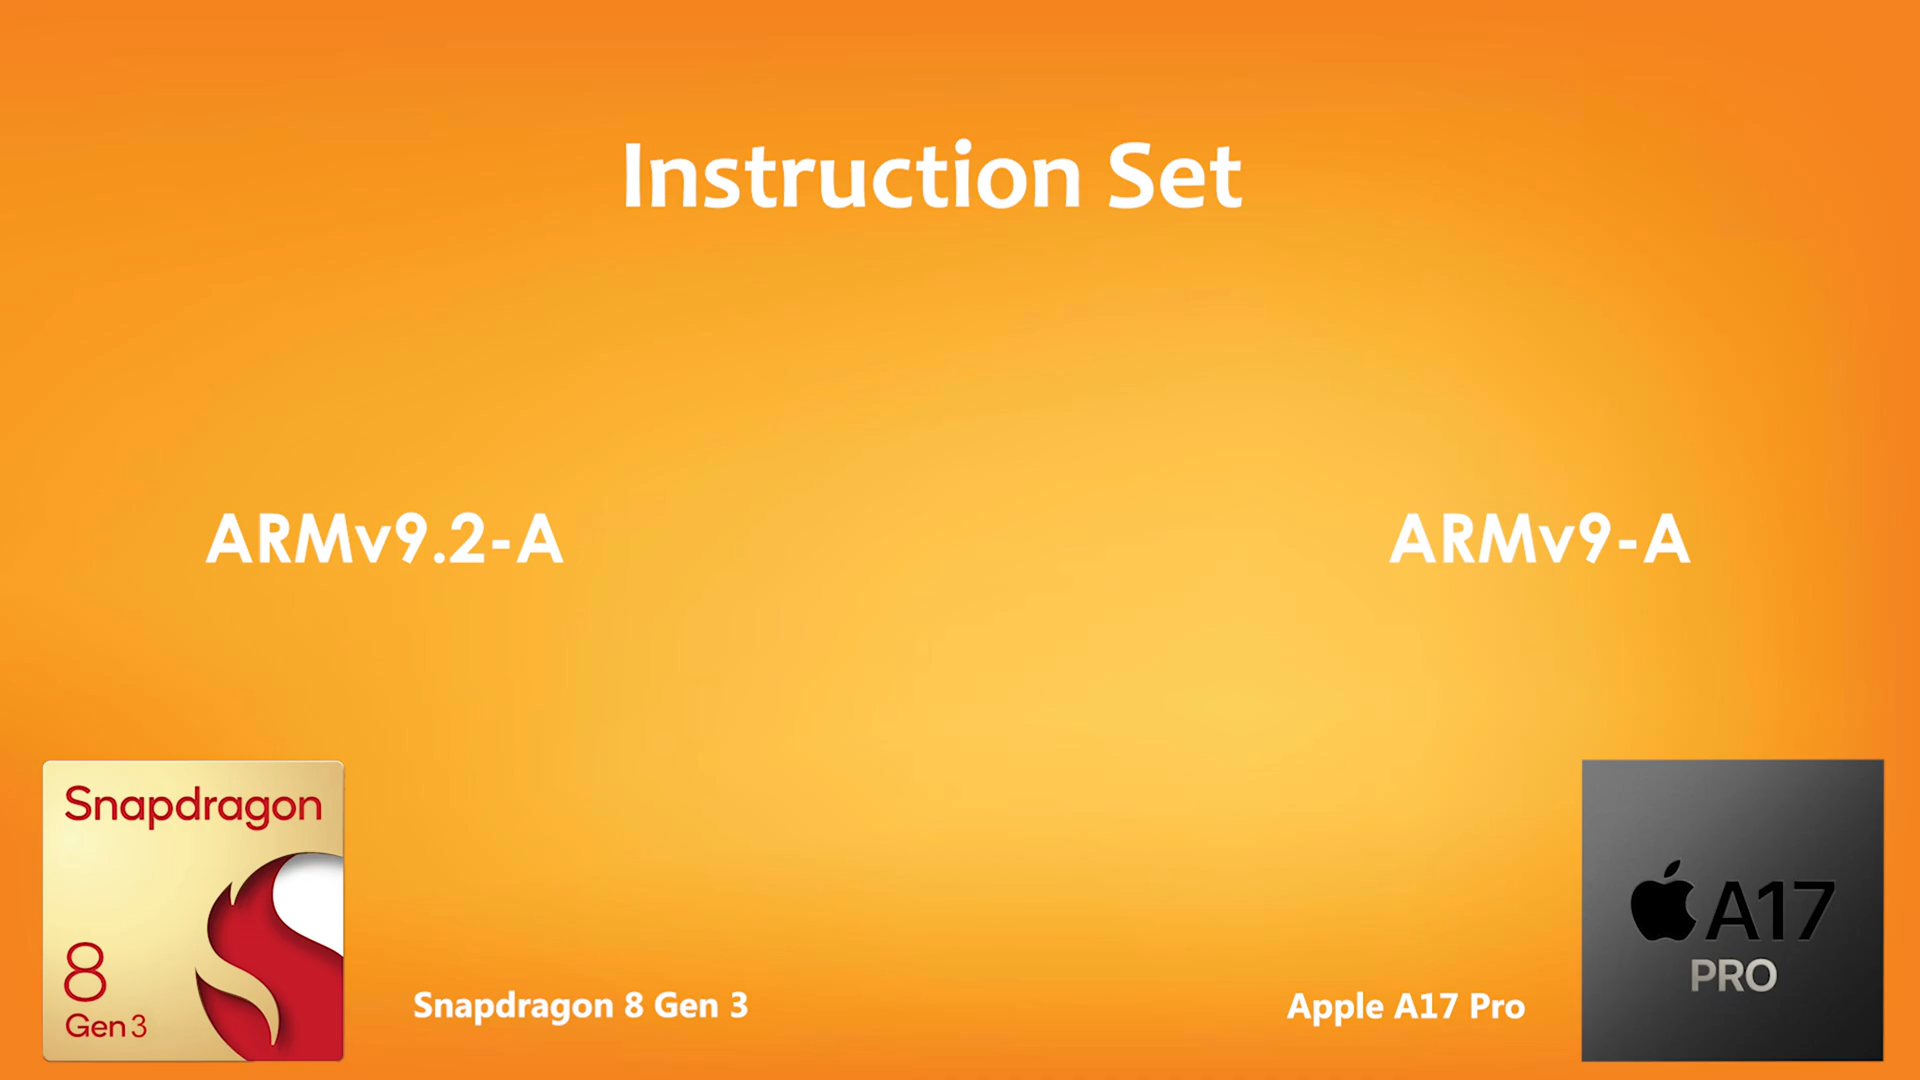 Instruction Set
ARMv9.2-A
ARMv9-A
Snapdragon
8
Gen 3
Snapdragon 8 Gen 3
Apple A17 Pro
A17
PRO